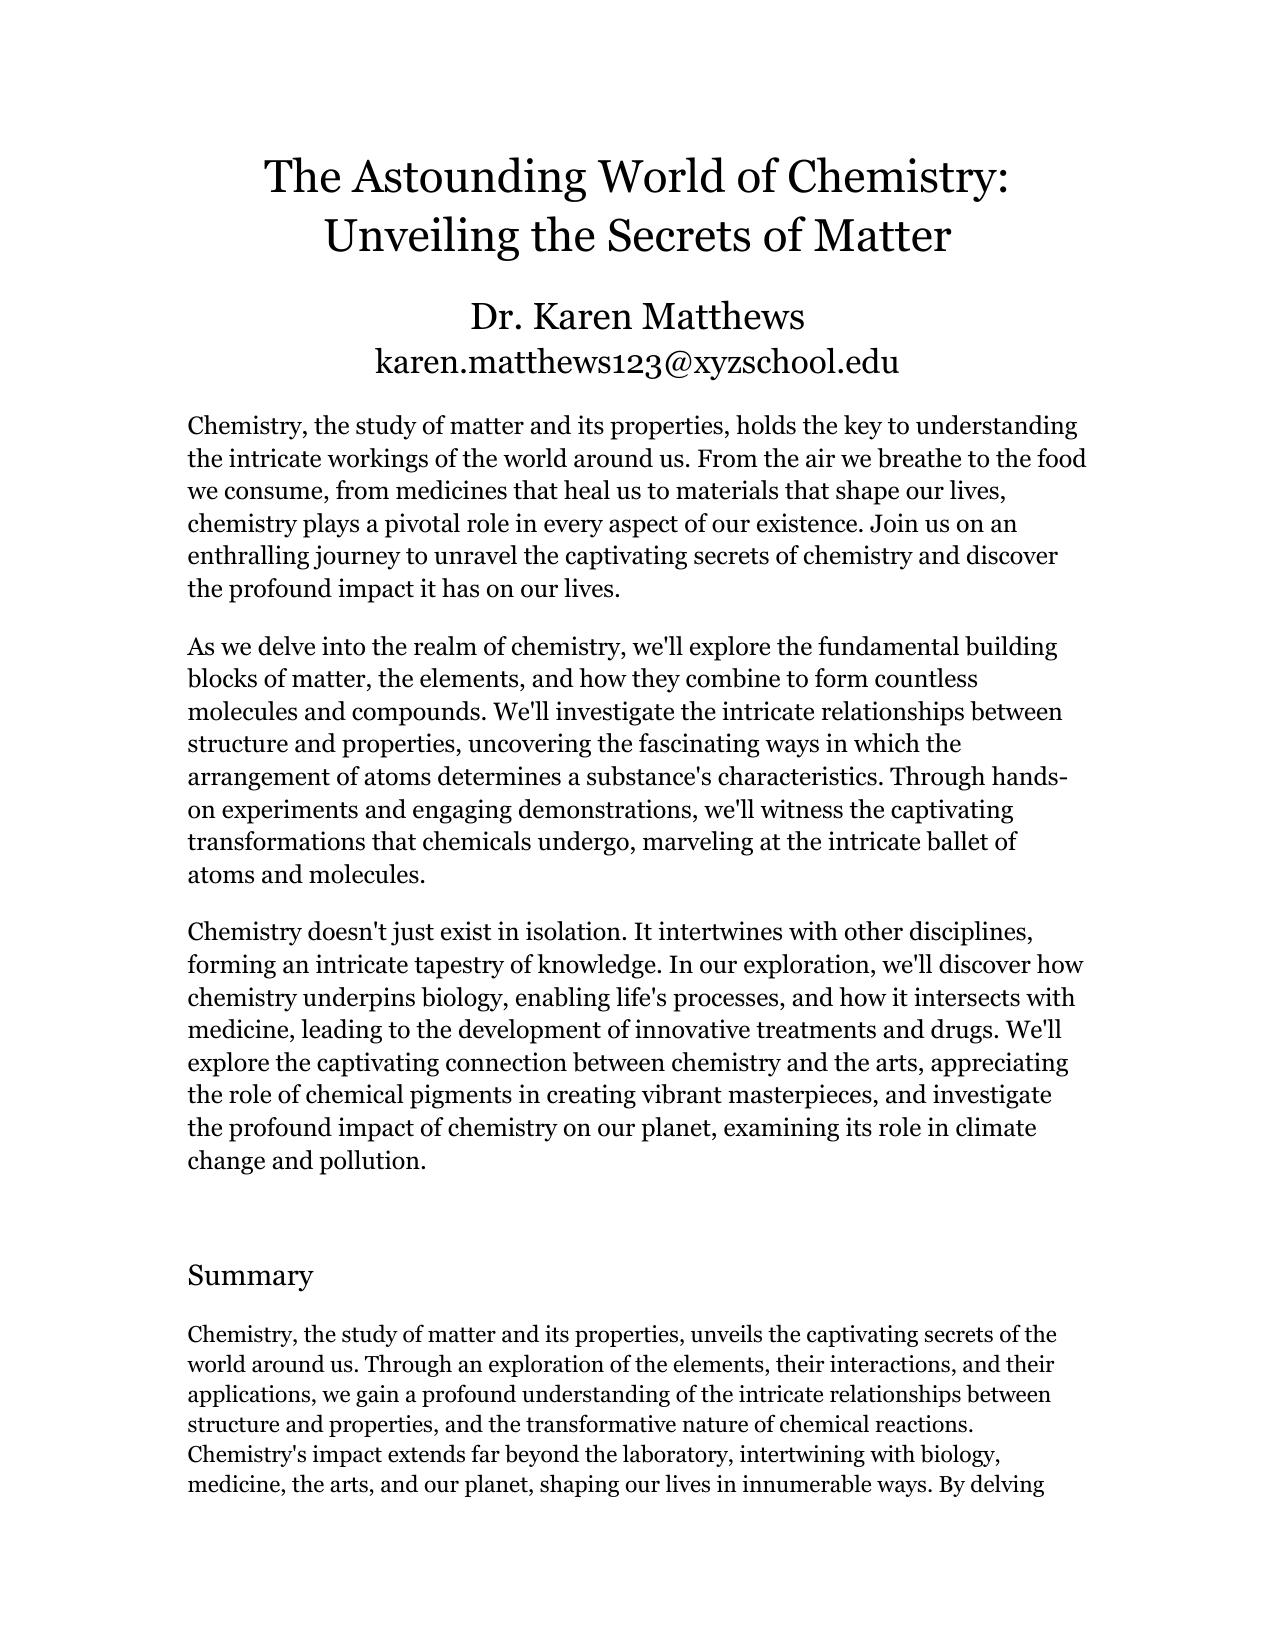 The Astounding World of Chemistry:
Unveiling the Secrets of Matter
Dr. Karen Matthews
karen.matthews123@xyzschool.edu
Chemistry, the study of matter and its properties, holds the key to understanding
the intricate workings of the world around us. From the air we breathe to the food
we consume, from medicines that heal us to materials that shape our lives,
chemistry plays a pivotal role in every aspect of our existence. Join us on an
enthralling journey to unravel the captivating secrets of chemistry and discover
the profound impact it has on our lives.
As we delve into the realm of chemistry, we'll explore the fundamental building
blocks of matter, the elements, and how they combine to form countless
molecules and compounds. We'll investigate the intricate relationships between
structure and properties, uncovering the fascinating ways in which the
arrangement of atoms determines a substance's characteristics. Through hands-
on experiments and engaging demonstrations, we'll witness the captivating
transformations that chemicals undergo, marveling at the intricate ballet of
atoms and molecules.
Chemistry doesn't just exist in isolation. It intertwines with other disciplines,
forming an intricate tapestry of knowledge. In our exploration, we'll discover how
chemistry underpins biology, enabling life's processes, and how it intersects with
medicine, leading to the development of innovative treatments and drugs. We'll
explore the captivating connection between chemistry and the arts, appreciating
the role of chemical pigments in creating vibrant masterpieces, and investigate
the profound impact of chemistry on our planet, examining its role in climate
change and pollution.
Summary
Chemistry, the study of matter and its properties, unveils the captivating secrets of the
world around us. Through an exploration of the elements, their interactions, and their
applications, we gain a profound understanding of the intricate relationships between
structure and properties, and the transformative nature of chemical reactions.
Chemistry's impact extends far beyond the laboratory, intertwining with biology,
medicine, the arts, and our planet, shaping our lives in innumerable ways. By delving